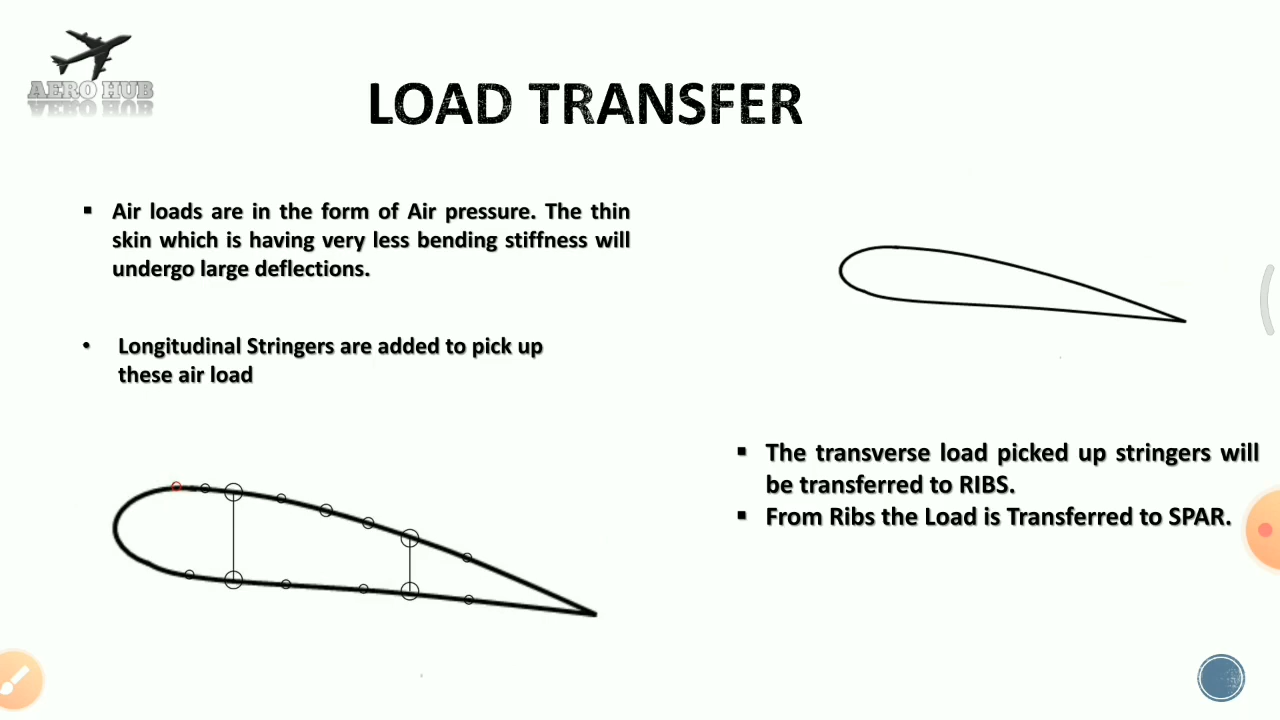 AERO HUB
LOAD TRANSFER
▪ Air loads are in the form of Air pressure. The thin
skin which is having very less bending stiffness will
undergo large deflections.
• Longitudinal Stringers are added to pick up
these air load
▪ The transverse load picked up stringers will
be transferred to RIBS.
▪ From Ribs the Load is Transferred to SPAR.